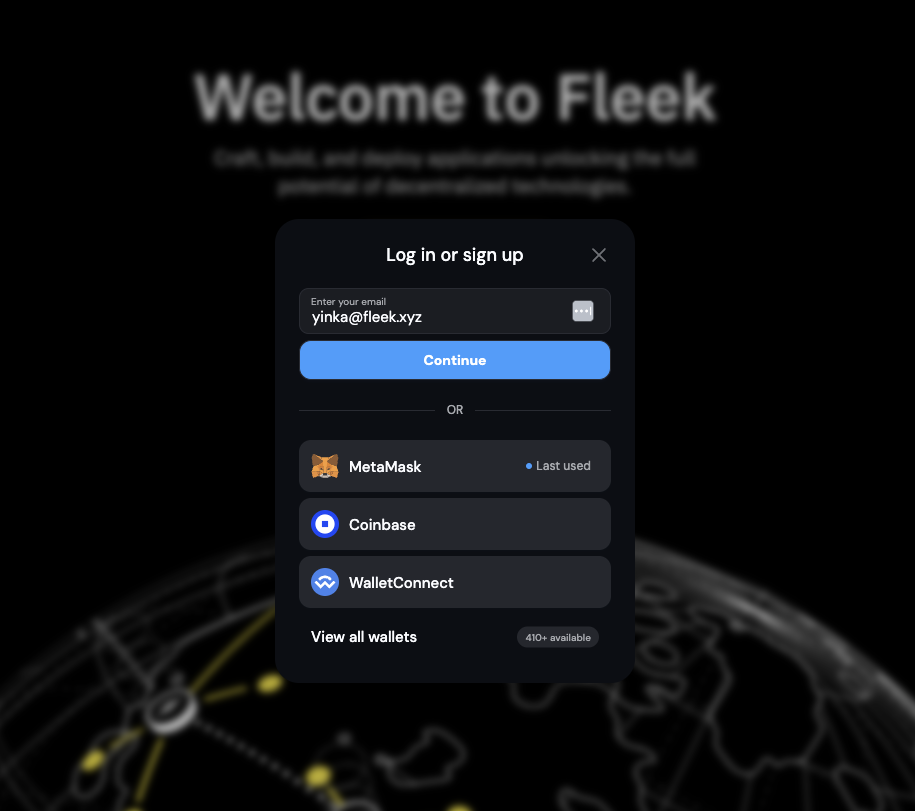 Welcome to Fleek
Craft, build, and deploy applications unlocking the full
potential of decentralized technologies.
Log in or sign up
Enter your email
yinka@fleek.xyz
Continue
OR
MetaMask
Last used
Coinbase
WalletConnect
View all wallets
410+ available